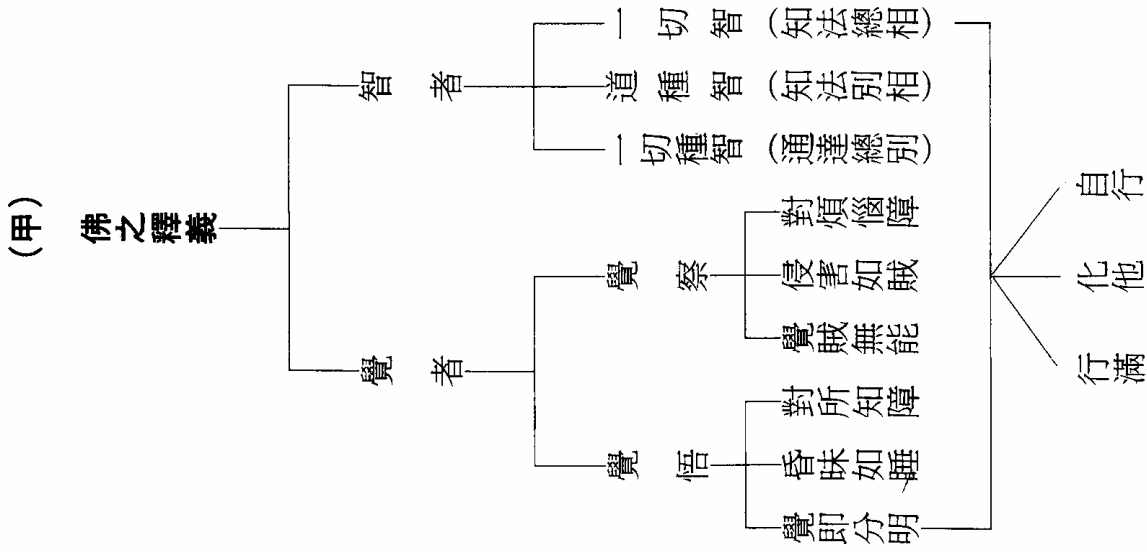 (甲)　佛之釋義
智者
一切智(知法總相)
道種智(知法別相)
一切種智(通達總別)
覺者
覺察
對煩惱障
侵害如賊
覺賊無能
覺悟
對所知障
昏昧如睡
覺即分明
自行
化他
行滿